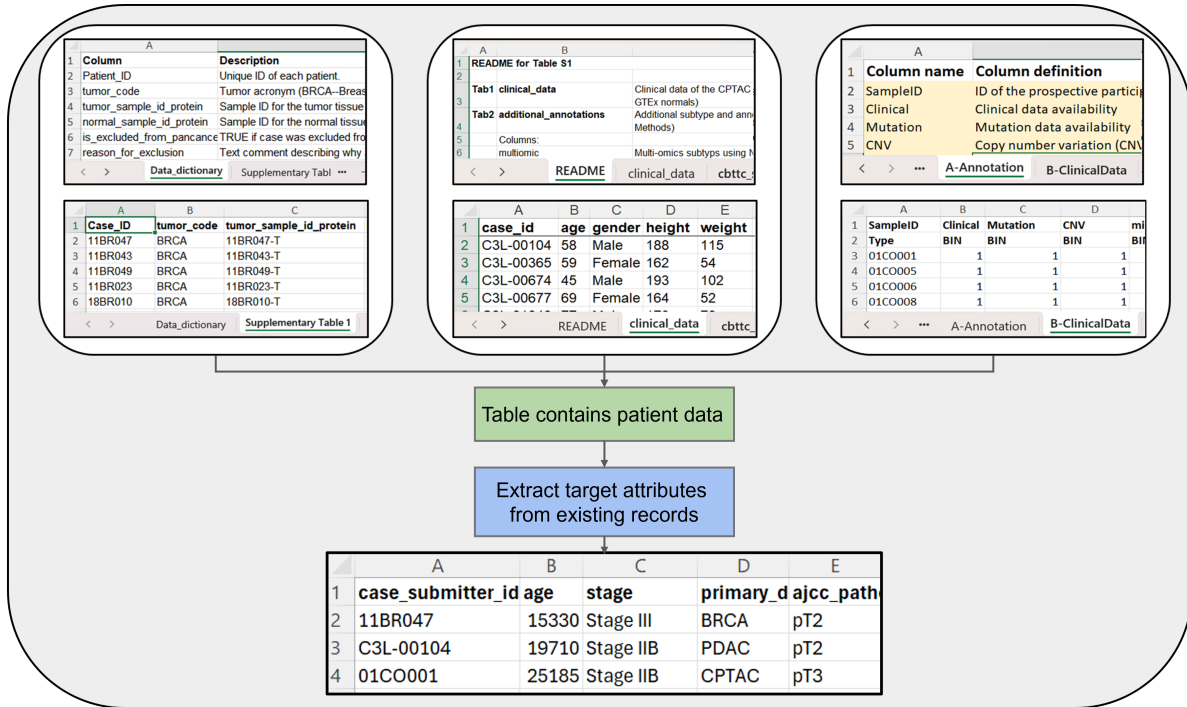 A
1 Column Description
2 Patient_ID Unique ID of each patient.
3 tumor_code Tumor acronym (BRCA--Breas
4 tumor_sample_id_protein Sample ID for the tumor tissue
5 normal_sample_id_protein Sample ID for the normal tissue
6 is_excluded_from_pancance TRUE if case was excluded fro
7 reason_for_exclusion Text comment describing why
< > Data_dictionary Supplementary Tabl ···
A B
1 README for Table S1
2
3 Tab1 clinical_data Clinical data of the CPTAC
GTEx normals)
4 Tab2 additional_annotations Additional subtype and ann
Methods)
5 Columns:
6 multiomic Multi-omics subtyps using N
< > README clinical_data cbttc_s
A
1 Column name Column definition
2 SampleID ID of the prospective particip
3 Clinical Clinical data availability
4 Mutation Mutation data availability
5 CNV Copy number variation (CNV
< > ··· A-Annotation B-ClinicalData
A B C
1 Case_ID tumor_code tumor_sample_id_protein
2 11BR047 BRCA 11BR047-T
3 11BR043 BRCA 11BR043-T
4 11BR049 BRCA 11BR049-T
5 11BR023 BRCA 11BR023-T
6 18BR010 BRCA 18BR010-T
< > Data_dictionary Supplementary Table 1
A B C D E
1 case_id age gender height weight
2 C3L-00104 58 Male 188 115
3 C3L-00365 59 Female 162 54
4 C3L-00674 45 Male 193 102
5 C3L-00677 69 Female 164 52
< > README clinical_data cbttc_
A B C D
1 SampleID Clinical Mutation CNV mi
2 Type BIN BIN BIN BIN
3 01CO001 1 1 1
4 01CO005 1 1 1
5 01CO006 1 1 1
6 01CO008 1 1 1
< > ··· A-Annotation B-ClinicalData
Table contains patient data
Extract target attributes
from existing records
A B C D E
1 case_submitter_id age stage primary_d ajcc_path
2 11BR047 15330 Stage III BRCA pT2
3 C3L-00104 19710 Stage IIB PDAC pT2
4 01CO001 25185 Stage IIB CPTAC pT3